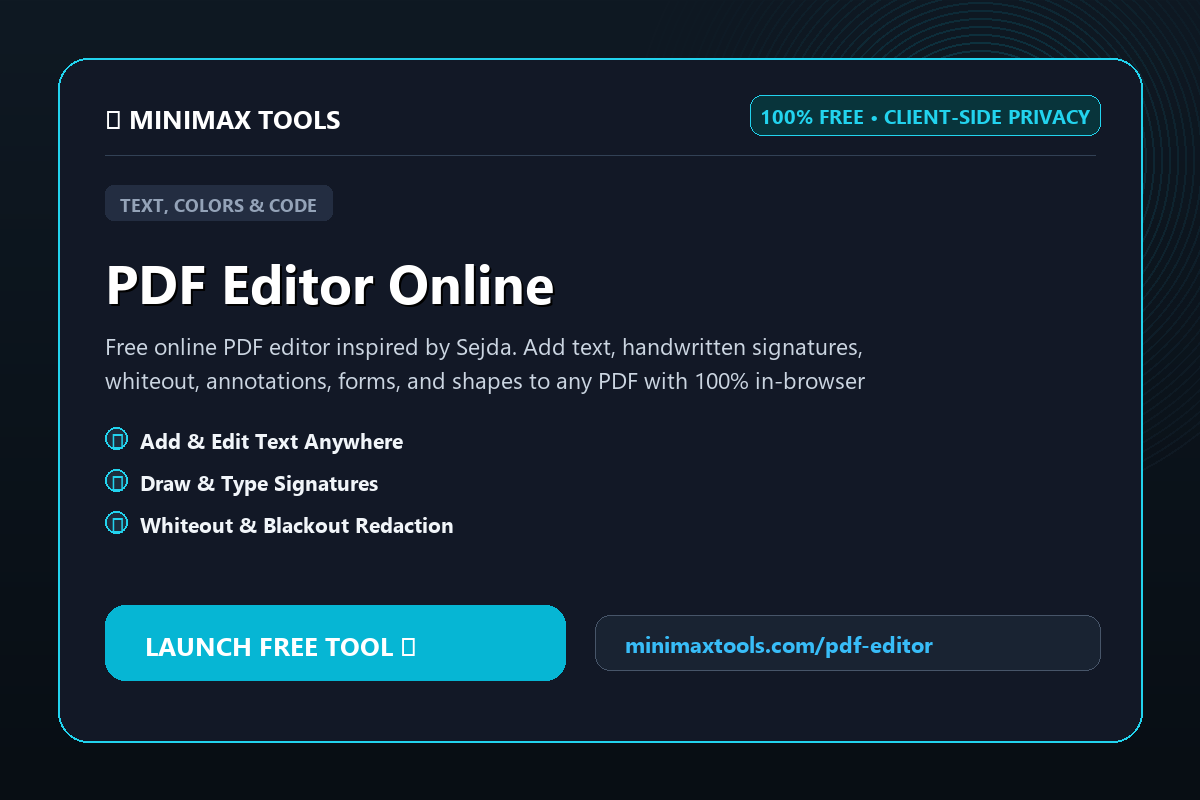 MINIMAX TOOLS
100% FREE • CLIENT-SIDE PRIVACY
TEXT, COLORS & CODE
PDF Editor Online
Free online PDF editor inspired by Sejda. Add text, handwritten signatures,
whiteout, annotations, forms, and shapes to any PDF with 100% in-browser
Add & Edit Text Anywhere
Draw & Type Signatures
Whiteout & Blackout Redaction
LAUNCH FREE TOOL
minimaxtools.com/pdf-editor